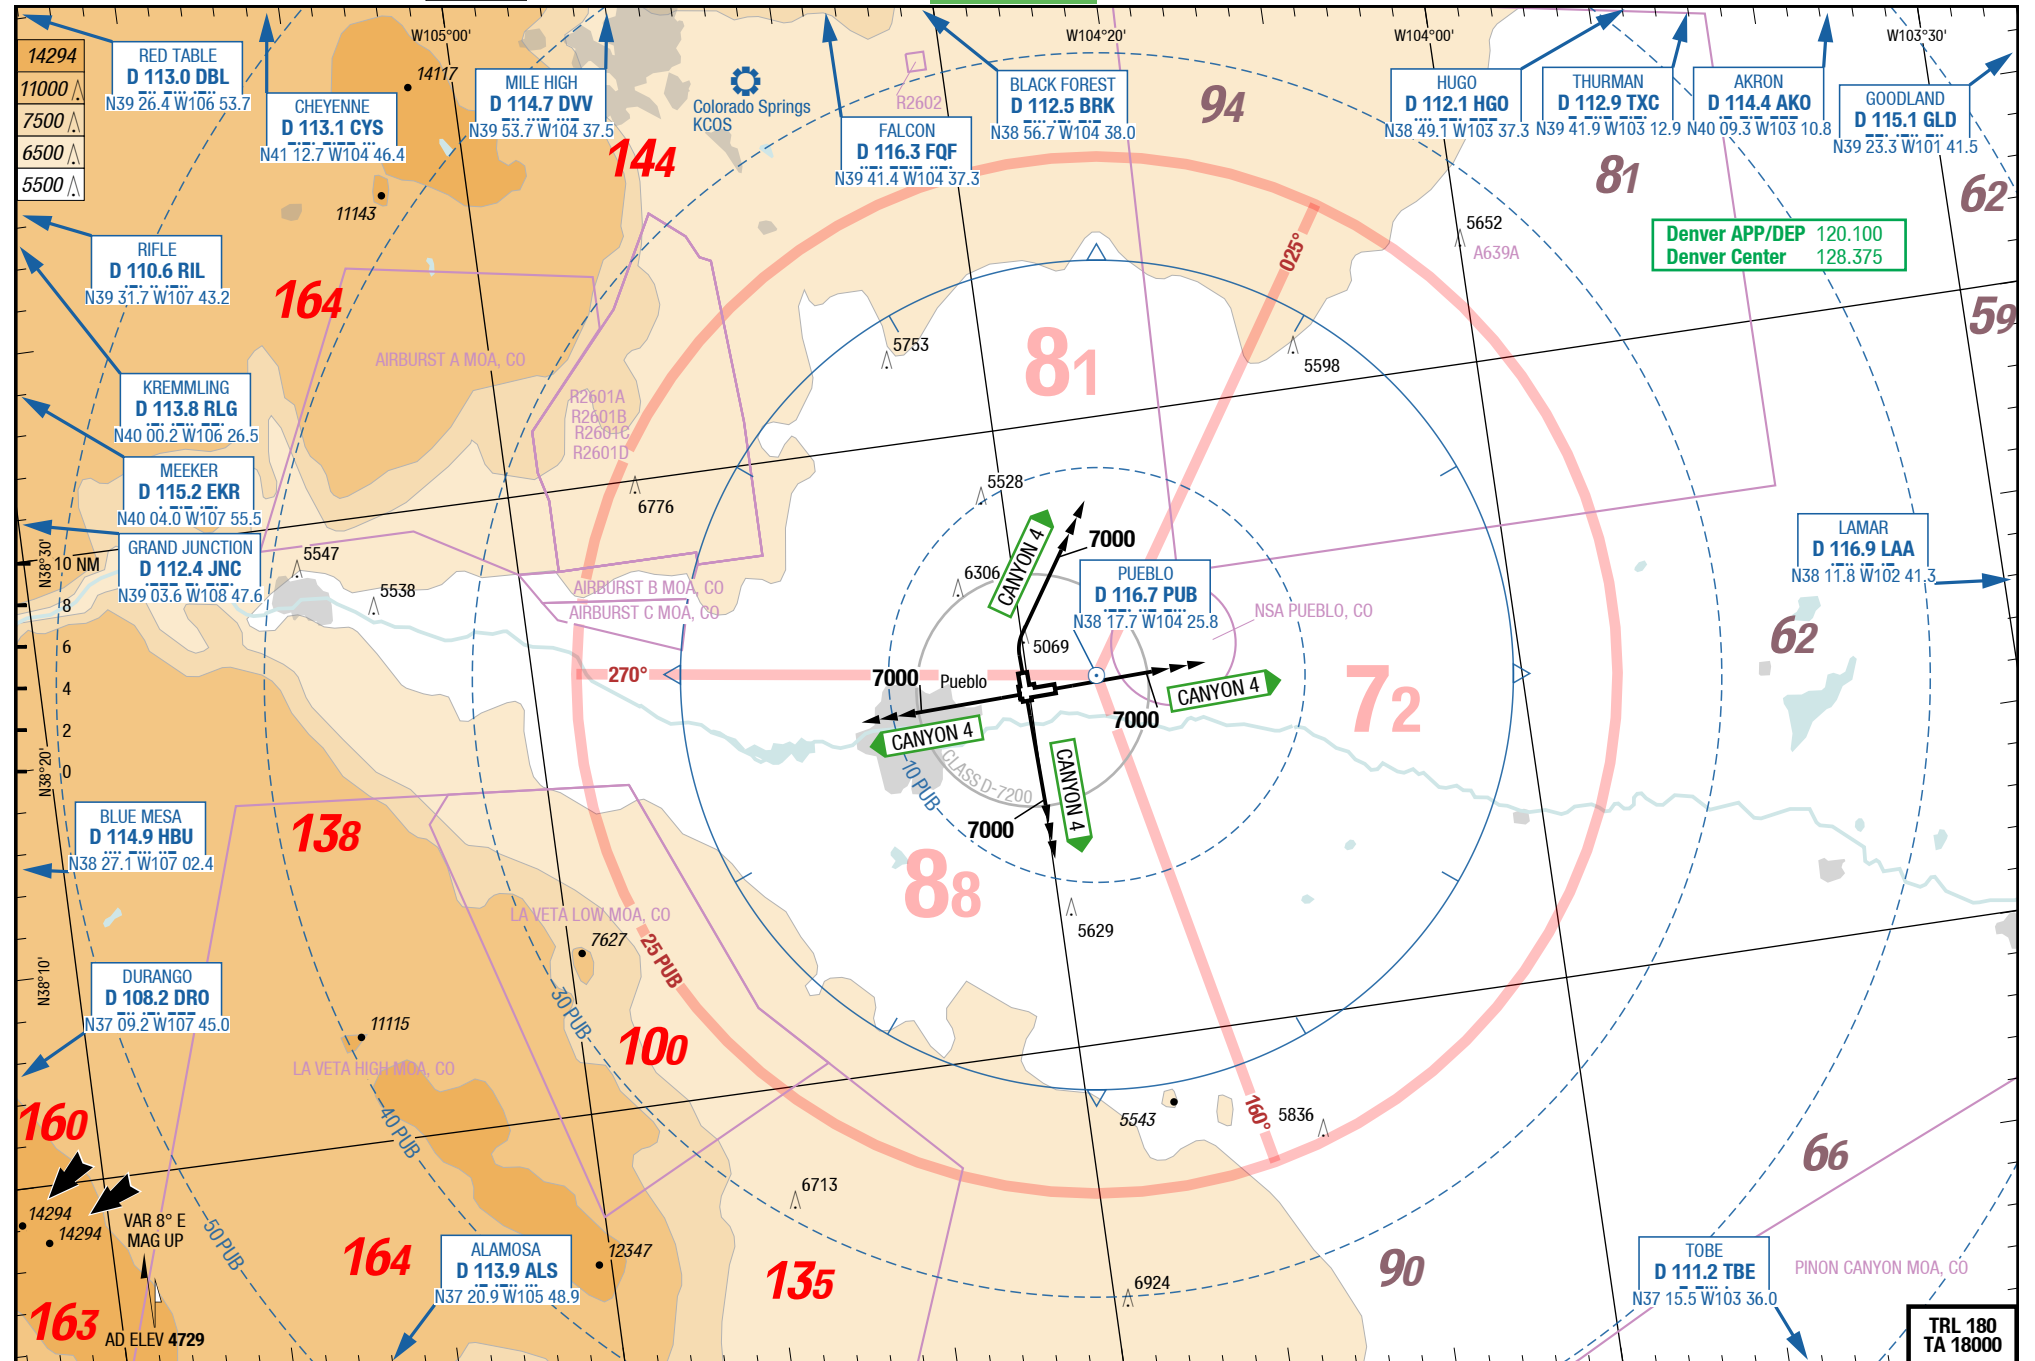 W105°00'
W104°20'
W104°00'
W103°30'
14294
11000
7500
6500
5500
RED TABLE
D 113.0 DBL
N39 26.4 W106 53.7
CHEYENNE
D 113.1 CYS
N41 12.7 W104 46.4
14117
11143
MILE HIGH
D 114.7 DVV
N39 53.7 W104 37.5
144
Colorado Springs
KCOS
R2602
FALCON
D 116.3 FQF
N39 41.4 W104 37.3
BLACK FOREST
D 112.5 BRK
N38 56.7 W104 38.0
94
HUGO
D 112.1 HGO
N38 49.1 W103 37.3
THURMAN
D 112.9 TXC
N39 41.9 W103 12.9
AKRON
D 114.4 AKO
N40 09.3 W103 10.8
GOODLAND
D 115.1 GLD
N39 23.3 W101 41.5
81
62
5652
A639A
Denver APP/DEP 120.100
Denver Center 128.375
59
RIFLE
D 110.6 RIL
N39 31.7 W107 43.2
164
025°
AIRBURST A MOA, CO
5753
81
5598
KREMMLING
D 113.8 RLG
N40 00.2 W106 26.5
R2601A
R2601B
R2601C
R2601D
MEEKER
D 115.2 EKR
N40 04.0 W107 55.5
6776
5528
GRAND JUNCTION
D 112.4 JNC
N39 03.6 W108 47.6
N38°30'
10 NM
8
6
4
2
0
5547
5538
AIRBURST B MOA, CO
AIRBURST C MOA, CO
6306
CANYON 4
7000
PUEBLO
D 116.7 PUB
N38 17.7 W104 25.8
NSA PUEBLO, CO
LAMAR
D 116.9 LAA
N38 11.8 W102 41.3
62
5069
270°
7000
Pueblo
CANYON 4
7000
72
CANYON 4
CLASS D-7200
CANYON 4
7000
10 PUB
N38°20'
BLUE MESA
D 114.9 HBU
N38 27.1 W107 02.4
138
88
LA VETA LOW MOA, CO
7627
25 PUB
5629
N38°10'
DURANGO
D 108.2 DRO
N37 09.2 W107 45.0
30 PUB
11115
100
LA VETA HIGH MOA, CO
40 PUB
160
5543
160°
5836
66
6713
14294
14294
VAR 8° E
MAG UP
50 PUB
164
ALAMOSA
D 113.9 ALS
N37 20.9 W105 48.9
12347
135
6924
90
TOBE
D 111.2 TBE
N37 15.5 W103 36.0
PINON CANYON MOA, CO
163
AD ELEV 4729
TRL 180
TA 18000